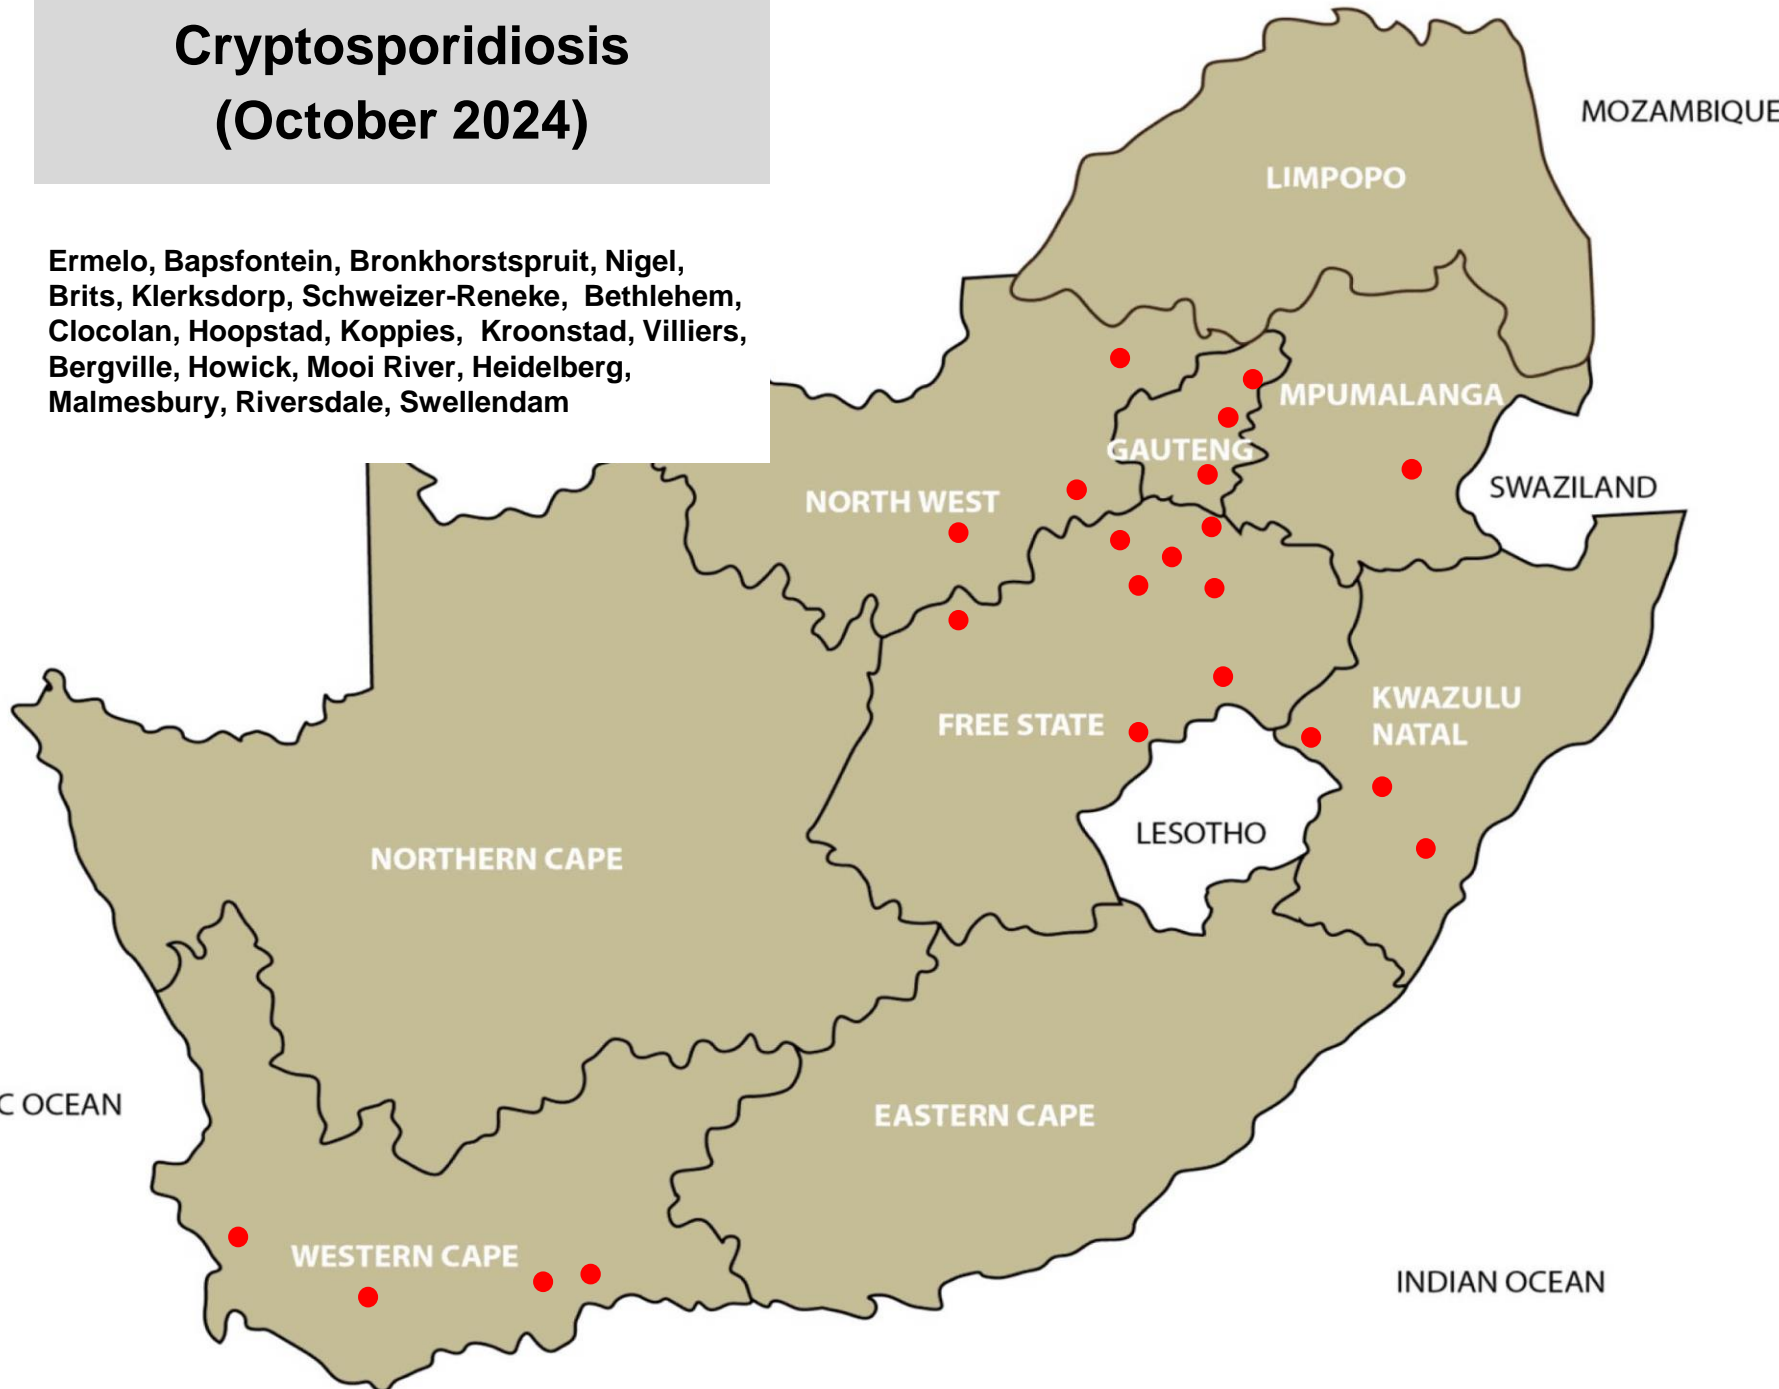 Cryptosporidiosis
(October 2024)
Ermelo, Bapsfontein, Bronkhorstspruit, Nigel,
Brits, Klerksdorp, Schweizer-Reneke, Bethlehem,
Clocolan, Hoopstad, Koppies, Kroonstad, Villiers,
Bergville, Howick, Mooi River, Heidelberg,
Malmesbury, Riversdale, Swellendam
MOZAMBIQUE
LIMPOPO
MPUMALANGA
GAUTENG
SWAZILAND
NORTH WEST
KWAZULU
NATAL
FREE STATE
LESOTHO
NORTHERN CAPE
C OCEAN
EASTERN CAPE
WESTERN CAPE
INDIAN OCEAN